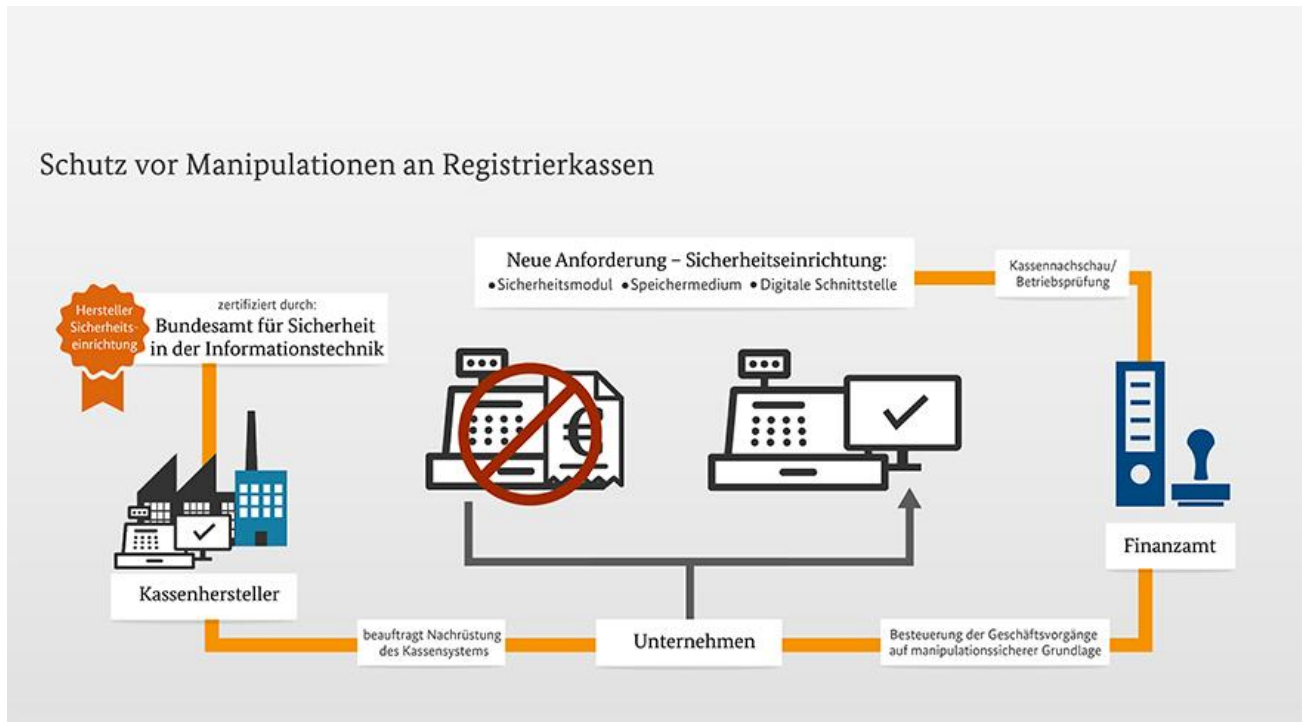 Schutz vor Manipulationen an Registrierkassen
Neue Anforderung – Sicherheitseinrichtung:
• Sicherheitsmodul • Speichermedium • Digitale Schnittstelle
Kassennachschau/
Betriebsprüfung
Hersteller
Sicherheits-
einrichtung
zertifiziert durch:
Bundesamt für Sicherheit
in der Informationstechnik
€
Kassenhersteller
Finanzamt
beauftragt Nachrüstung
des Kassensystems
Unternehmen
Besteuerung der Geschäftsvorgänge
auf manipulationssicherer Grundlage